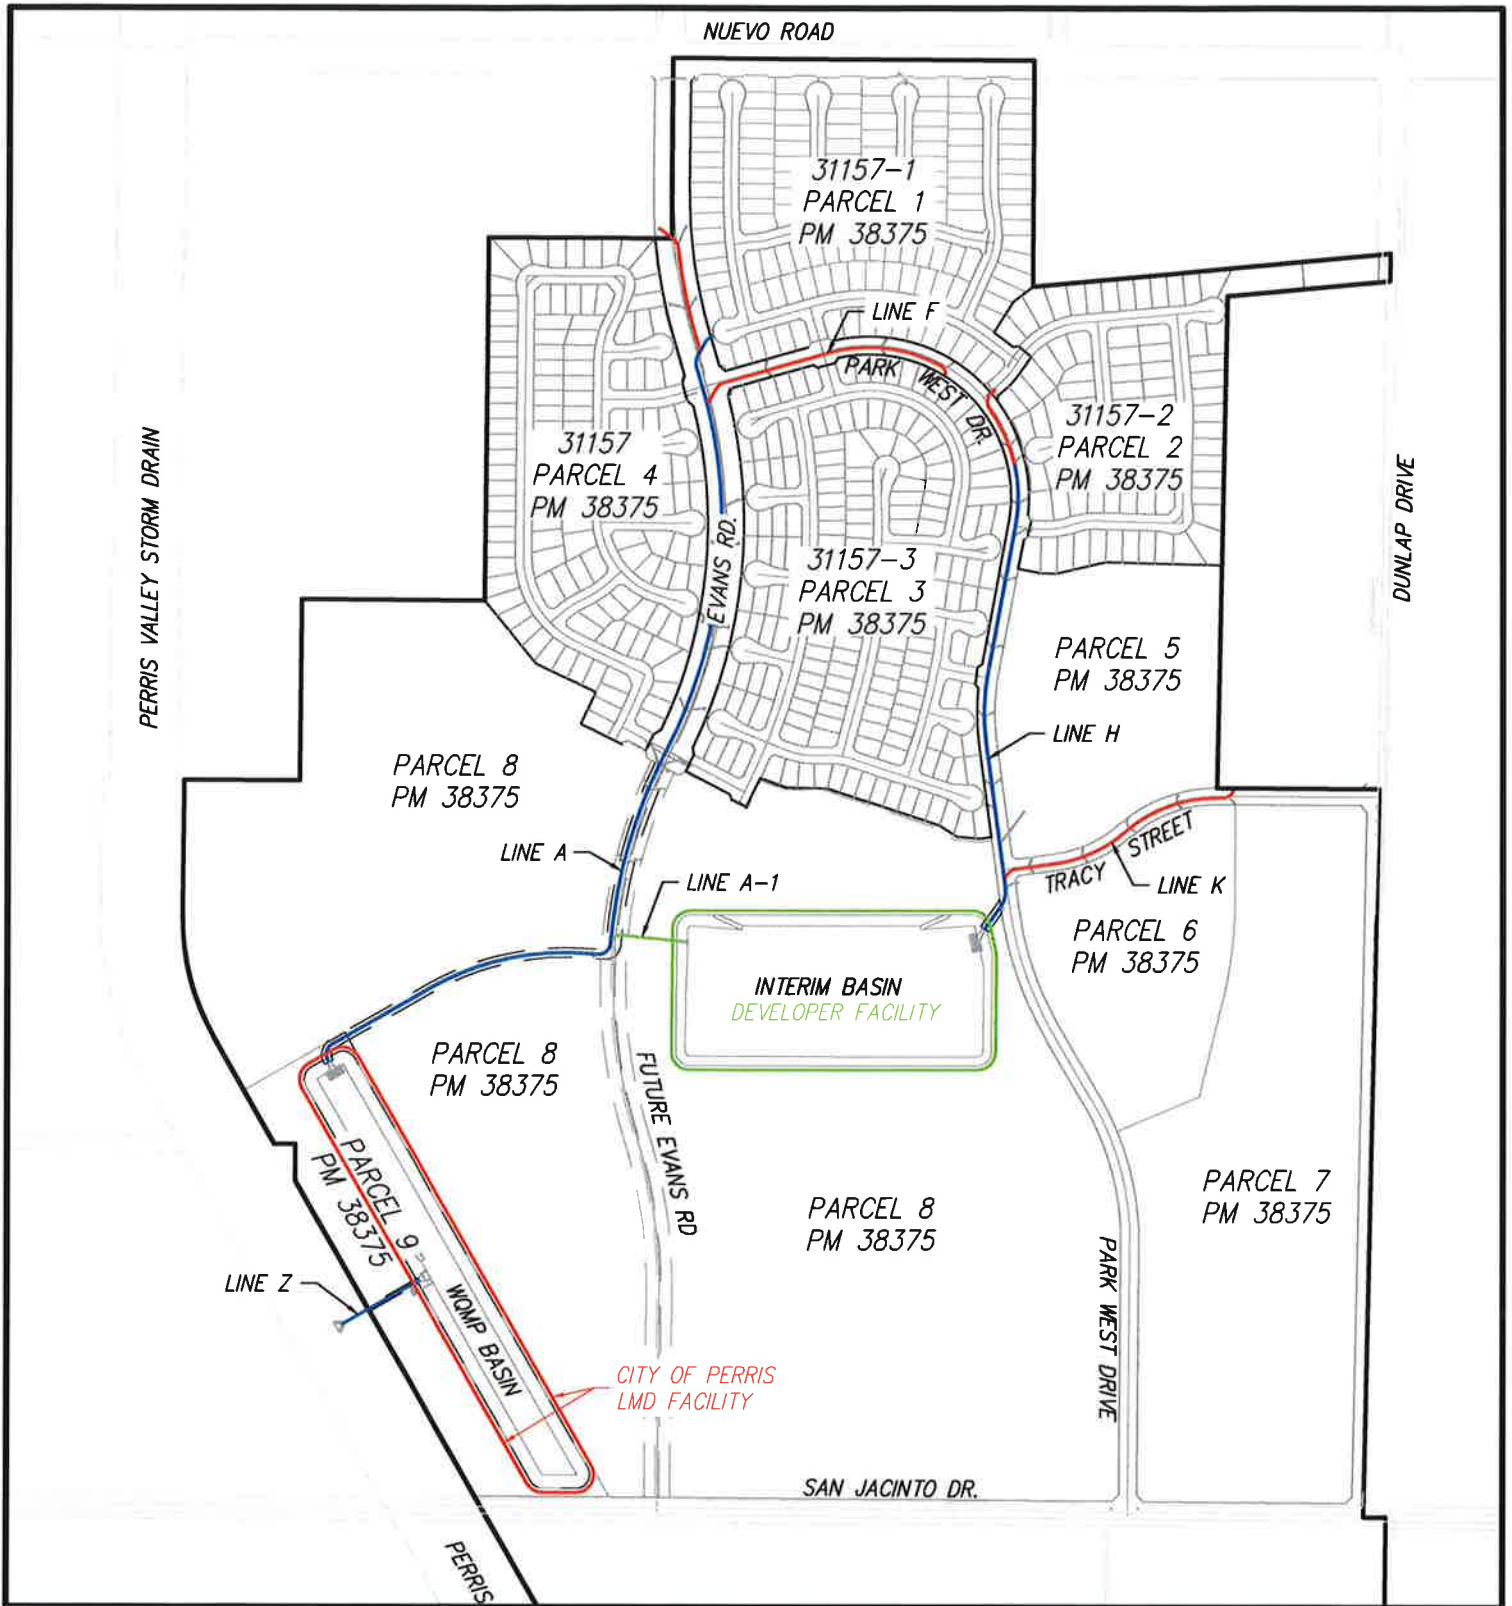 NUEVO ROAD
31157-1
PARCEL 1
PM 38375
LINE F
PARK WEST DR.
31157-2
PARCEL 2
PM 38375
31157
PARCEL 4
PM 38375
PERRIS VALLEY STORM DRAIN
DUNLAP DRIVE
EVANS RD.
31157-3
PARCEL 3
PM 38375
PARCEL 5
PM 38375
LINE H
PARCEL 8
PM 38375
LINE A
LINE A-1
TRACY STREET
LINE K
PARCEL 6
PM 38375
INTERIM BASIN
DEVELOPER FACILITY
PARCEL 8
PM 38375
FUTURE EVANS RD
PARCEL 9
PM 38375
PARCEL 8
PM 38375
PARCEL 7
PM 38375
LINE Z
WQMP BASIN
PARK WEST DRIVE
CITY OF PERRIS
LMD FACILITY
SAN JACINTO DR.
PERRIS